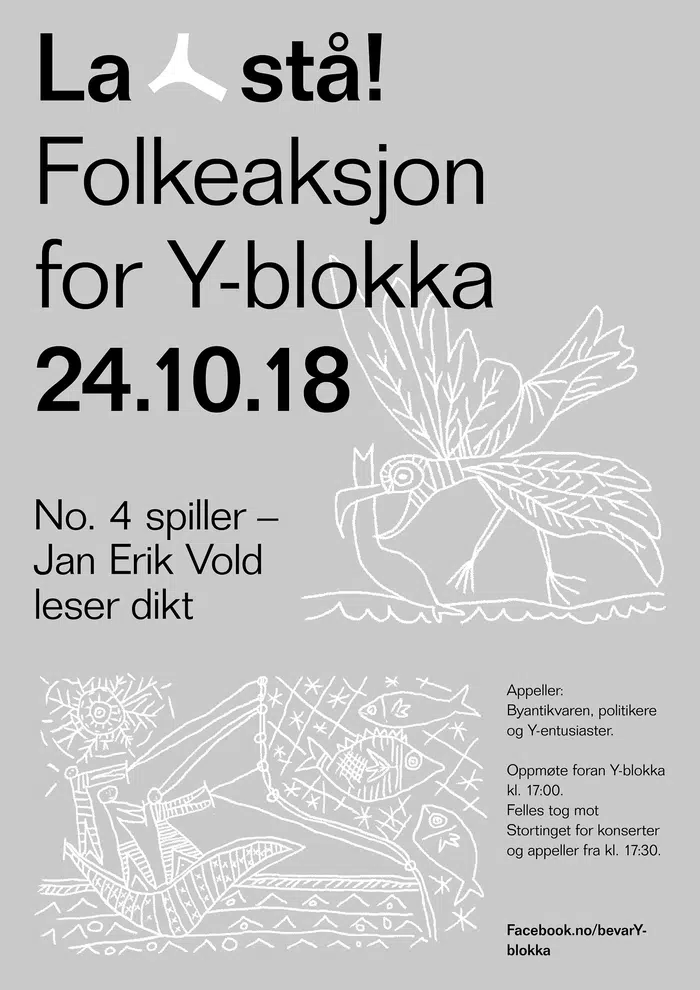 La stå!
Folkeaksjon
for Y-blokka
24.10.18
No. 4 spiller –
Jan Erik Vold
leser dikt
Appeller:
Byantikvaren, politikere
og Y-entusiaster.
Oppmøte foran Y-blokka
kl. 17:00.
Felles tog mot
Stortinget for konserter
og appeller fra kl. 17:30.
Facebook.no/bevarY-
blokka